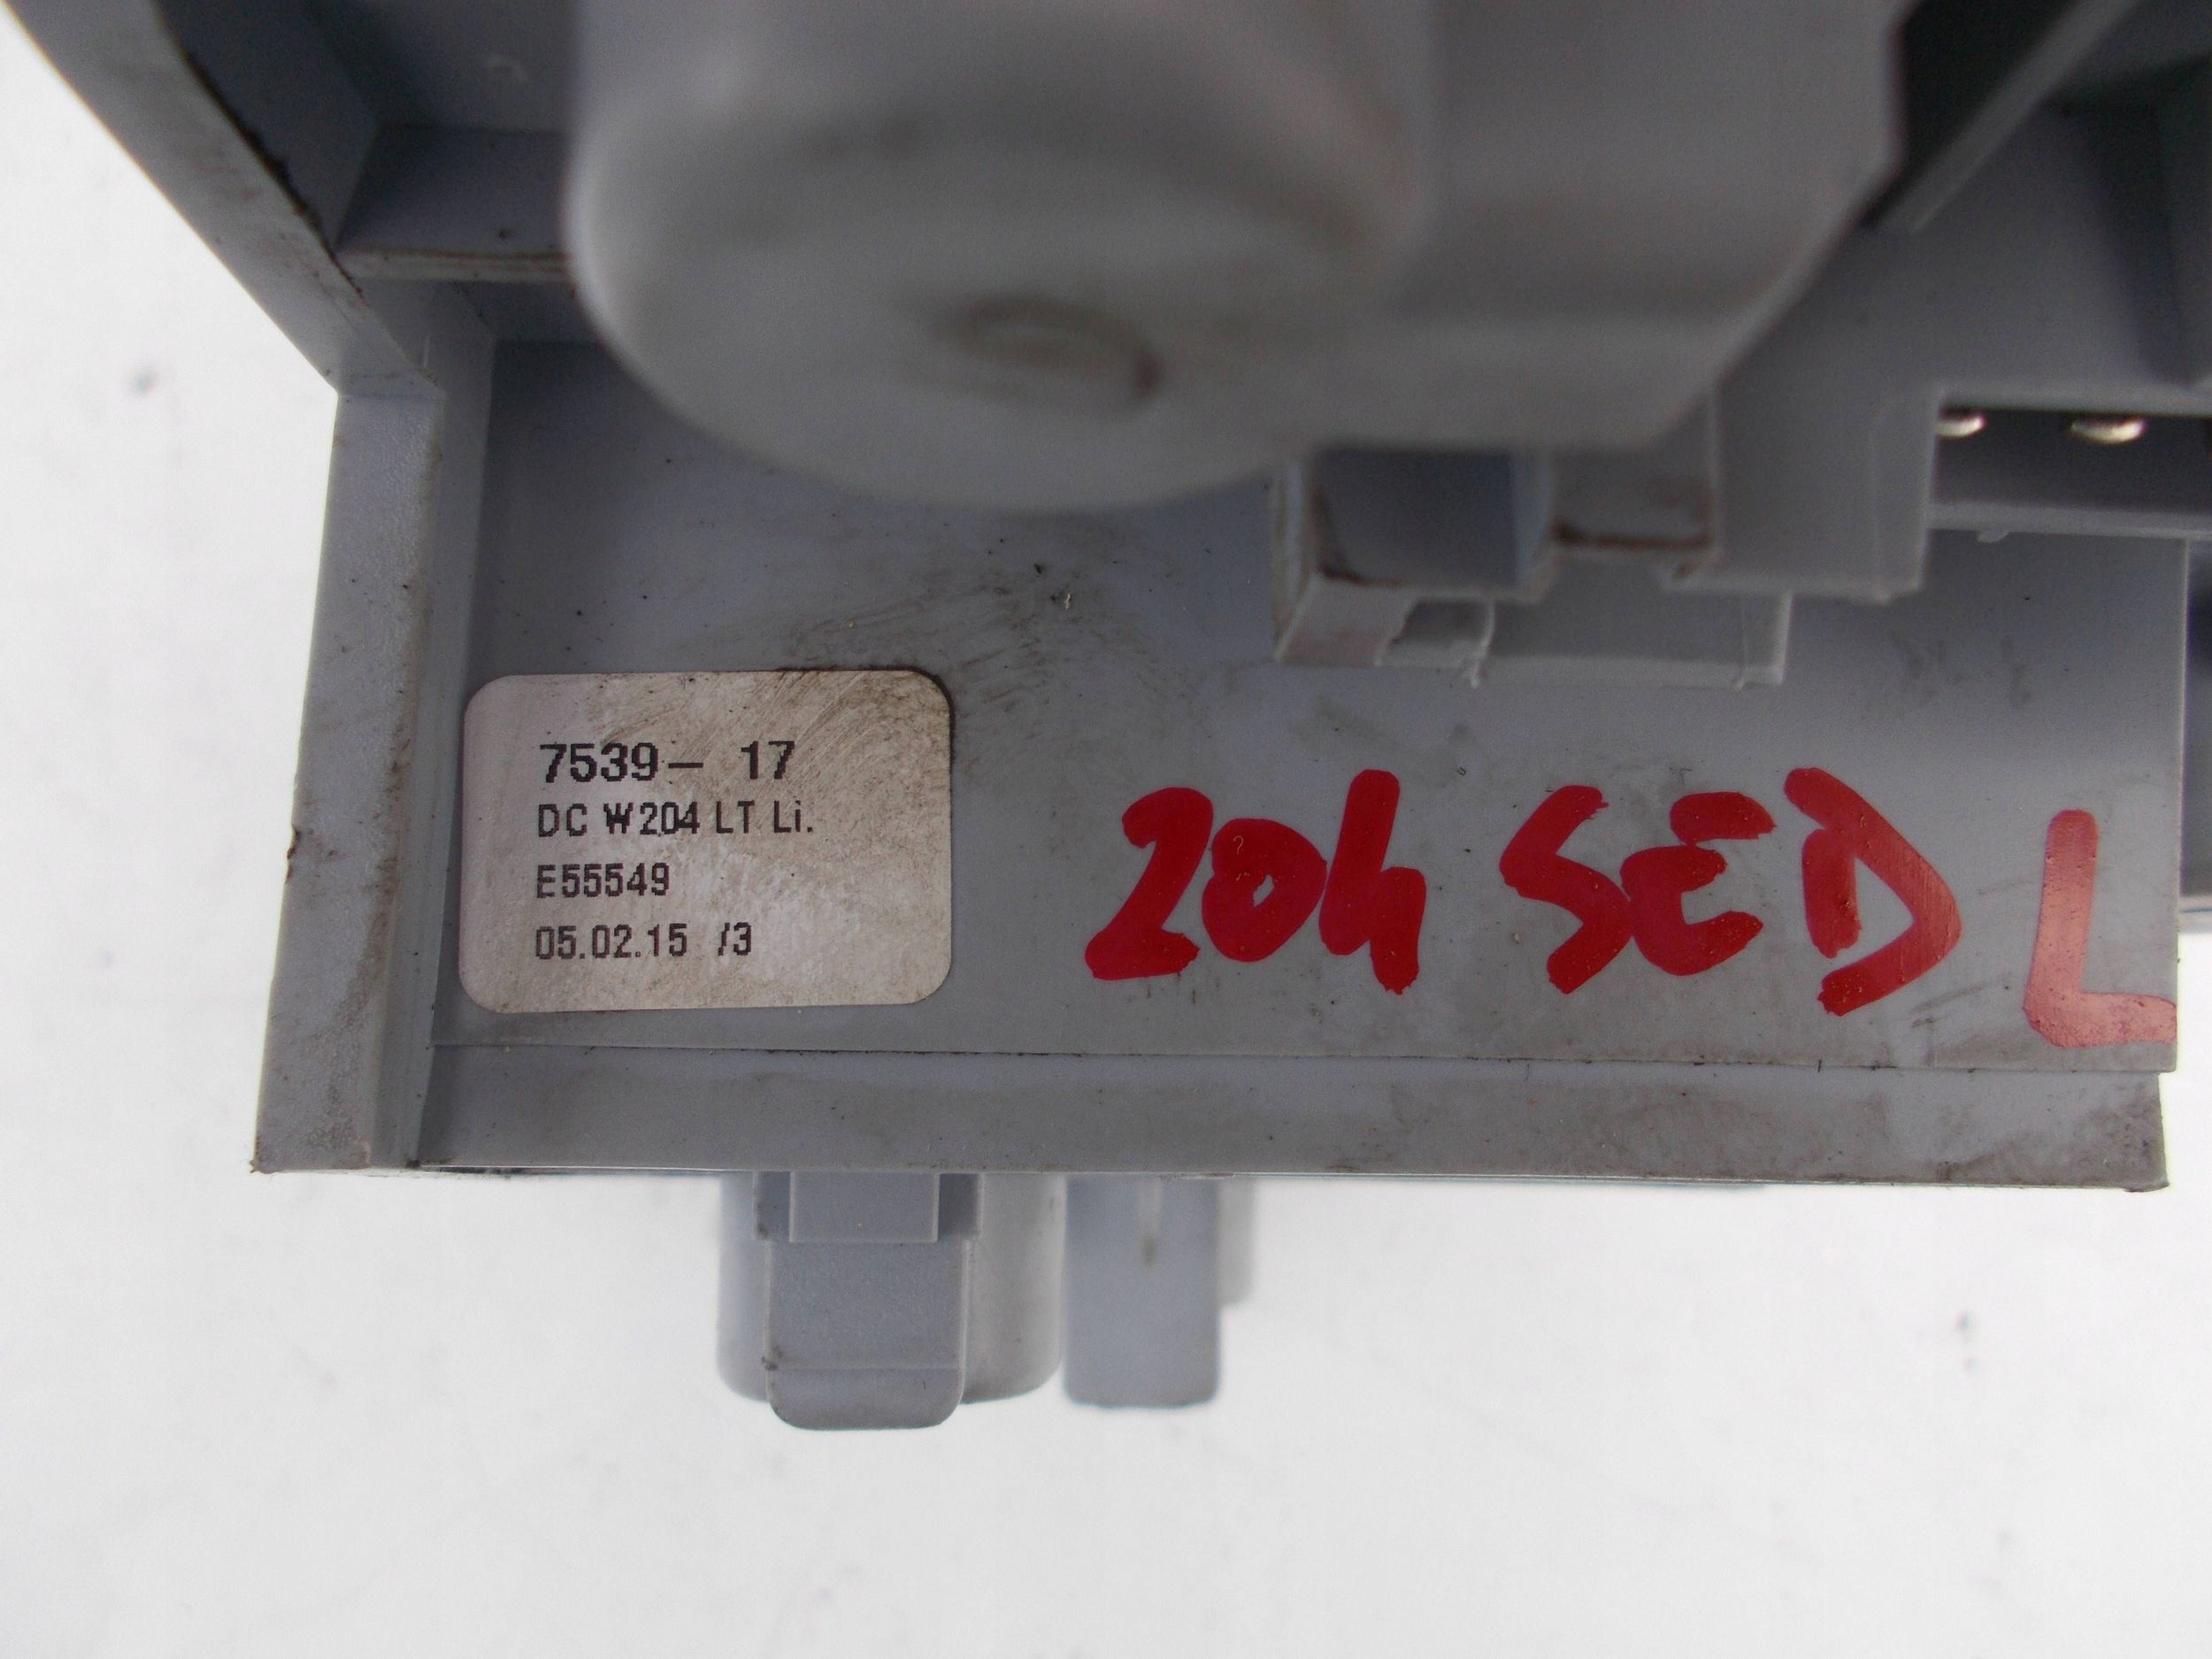 7539- 17
DC W204 LT Li.
E55549
05.02.15 /3
204 SED L